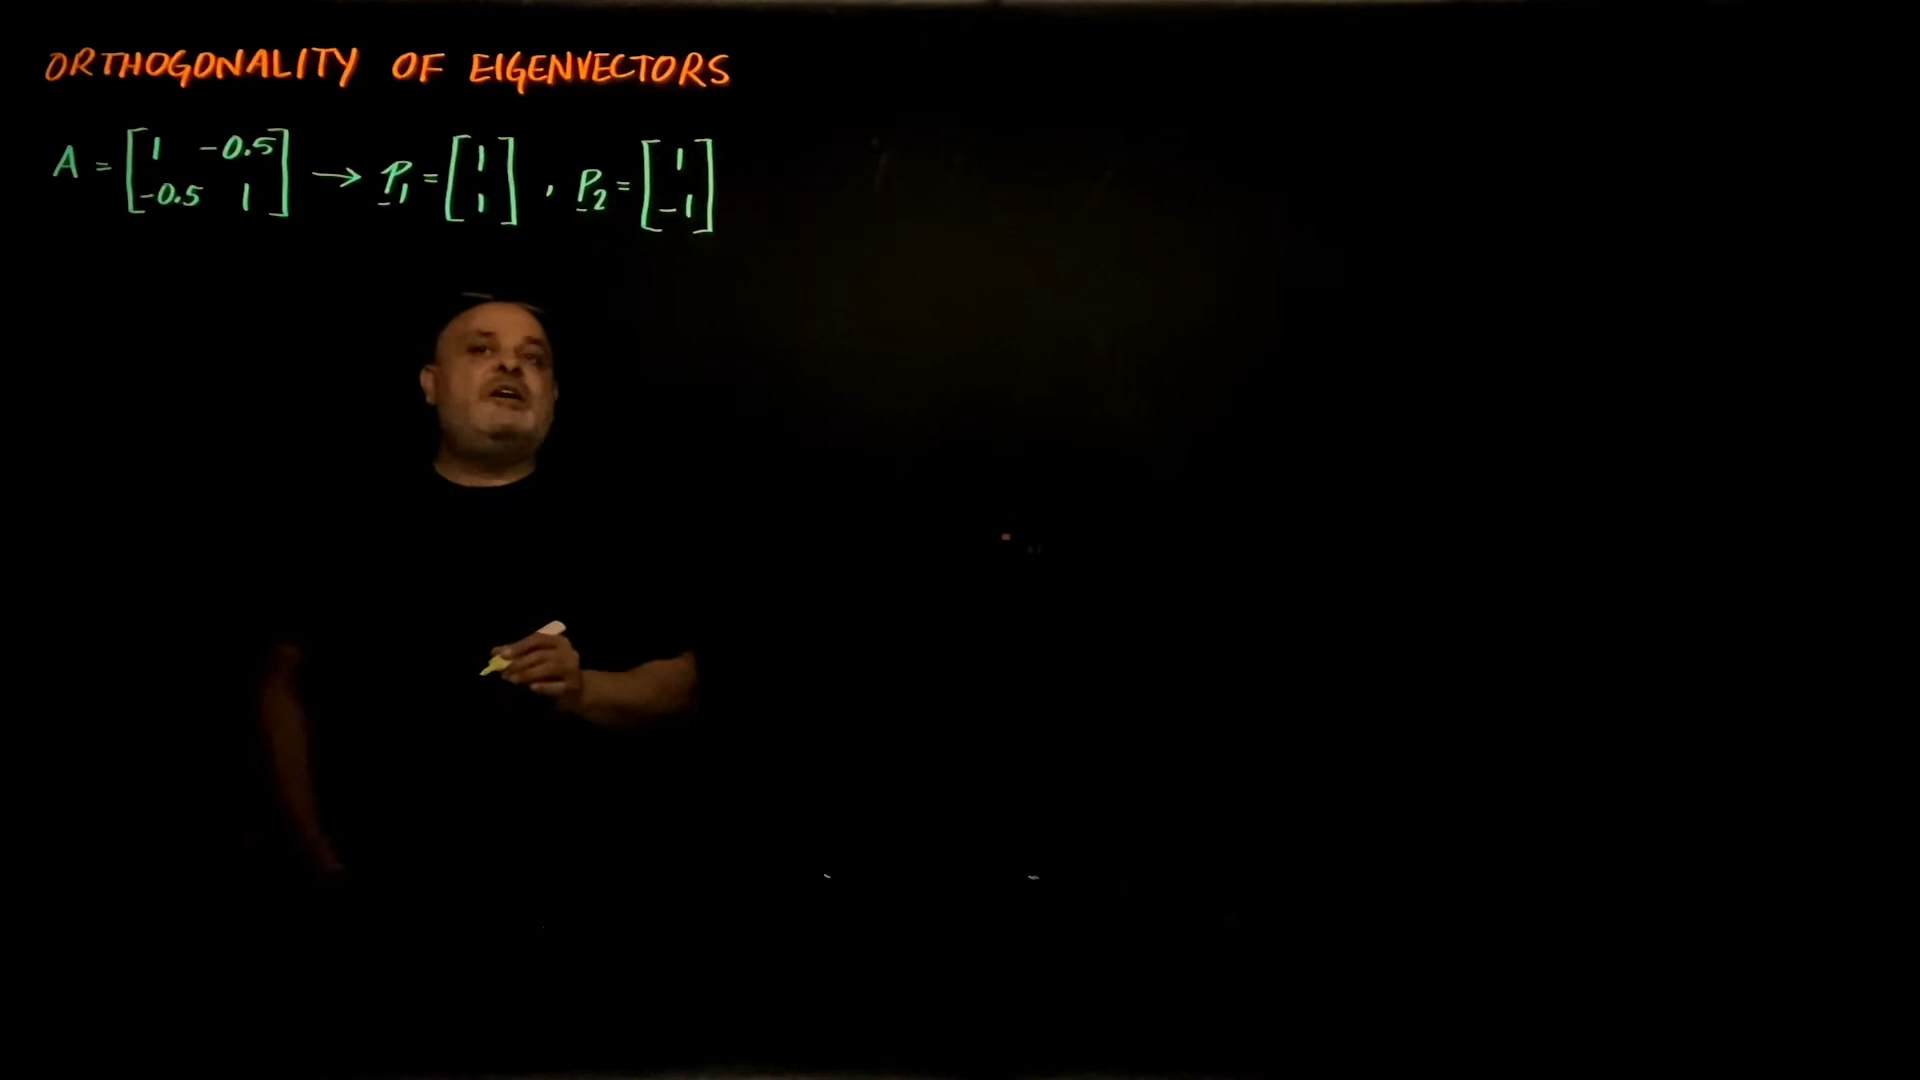 ORTHOGONALITY OF EIGENVECTORS
A = [1 -0.5; -0.5 1] → P1 = [1; 1] , P2 = [1; -1]